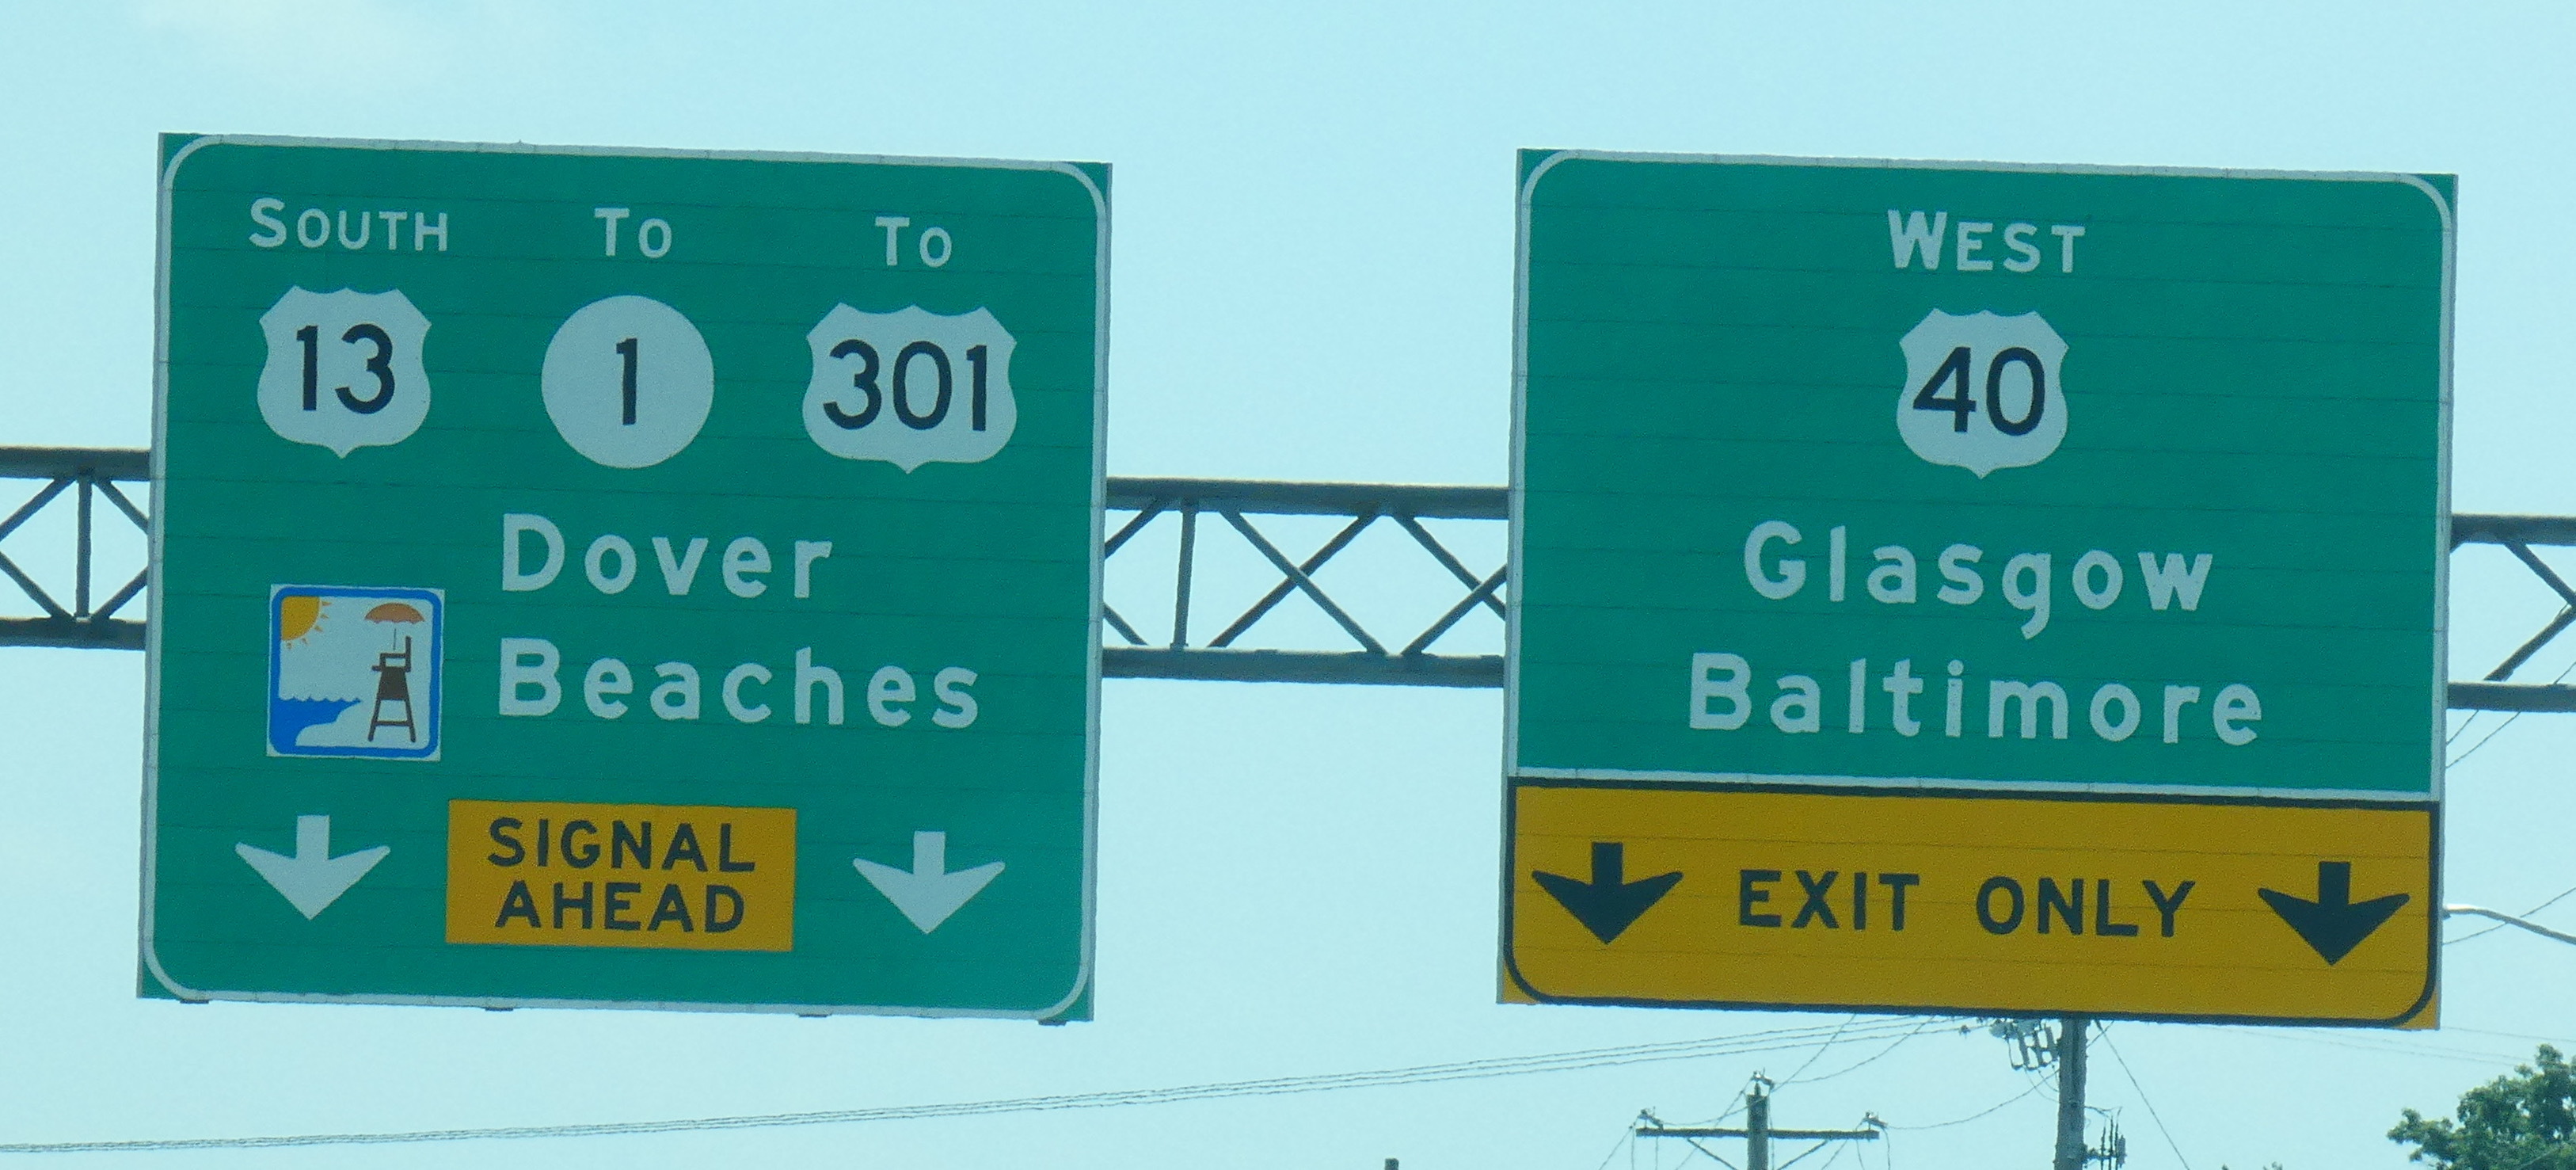 SOUTH TO TO
13 1 301
Dover
Beaches
SIGNAL
AHEAD
WEST
40
Glasgow
Baltimore
EXIT ONLY